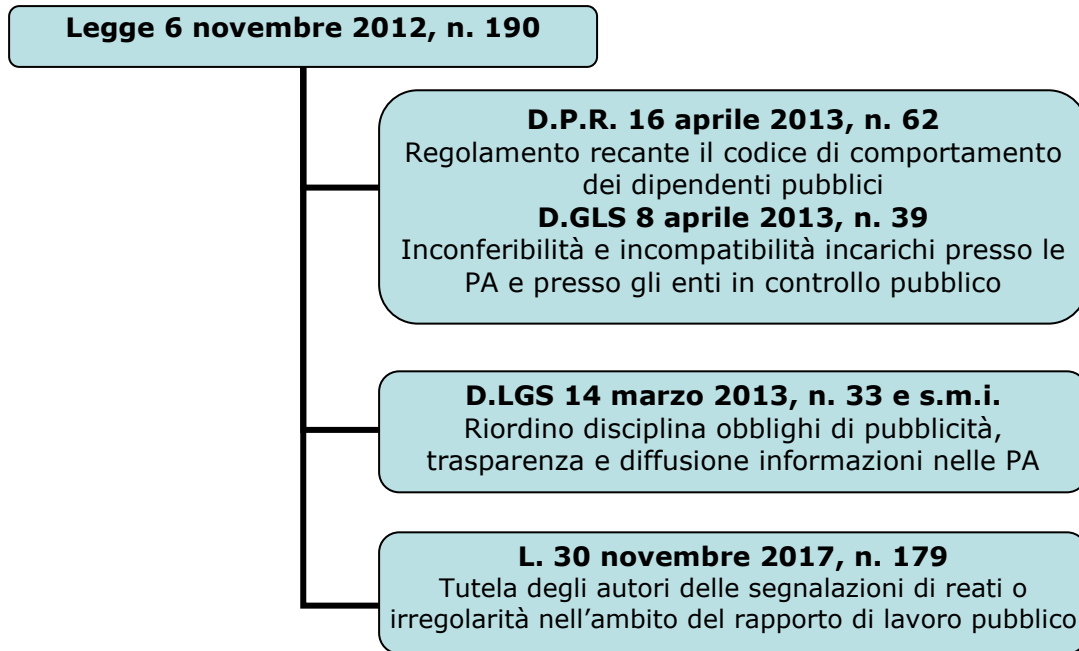 Legge 6 novembre 2012, n. 190
D.P.R. 16 aprile 2013, n. 62
Regolamento recante il codice di comportamento
dei dipendenti pubblici
D.GLS 8 aprile 2013, n. 39
Inconferibilità e incompatibilità incarichi presso le
PA e presso gli enti in controllo pubblico
D.LGS 14 marzo 2013, n. 33 e s.m.i.
Riordino disciplina obblighi di pubblicità,
trasparenza e diffusione informazioni nelle PA
L. 30 novembre 2017, n. 179
Tutela degli autori delle segnalazioni di reati o
irregolarità nell’ambito del rapporto di lavoro pubblico